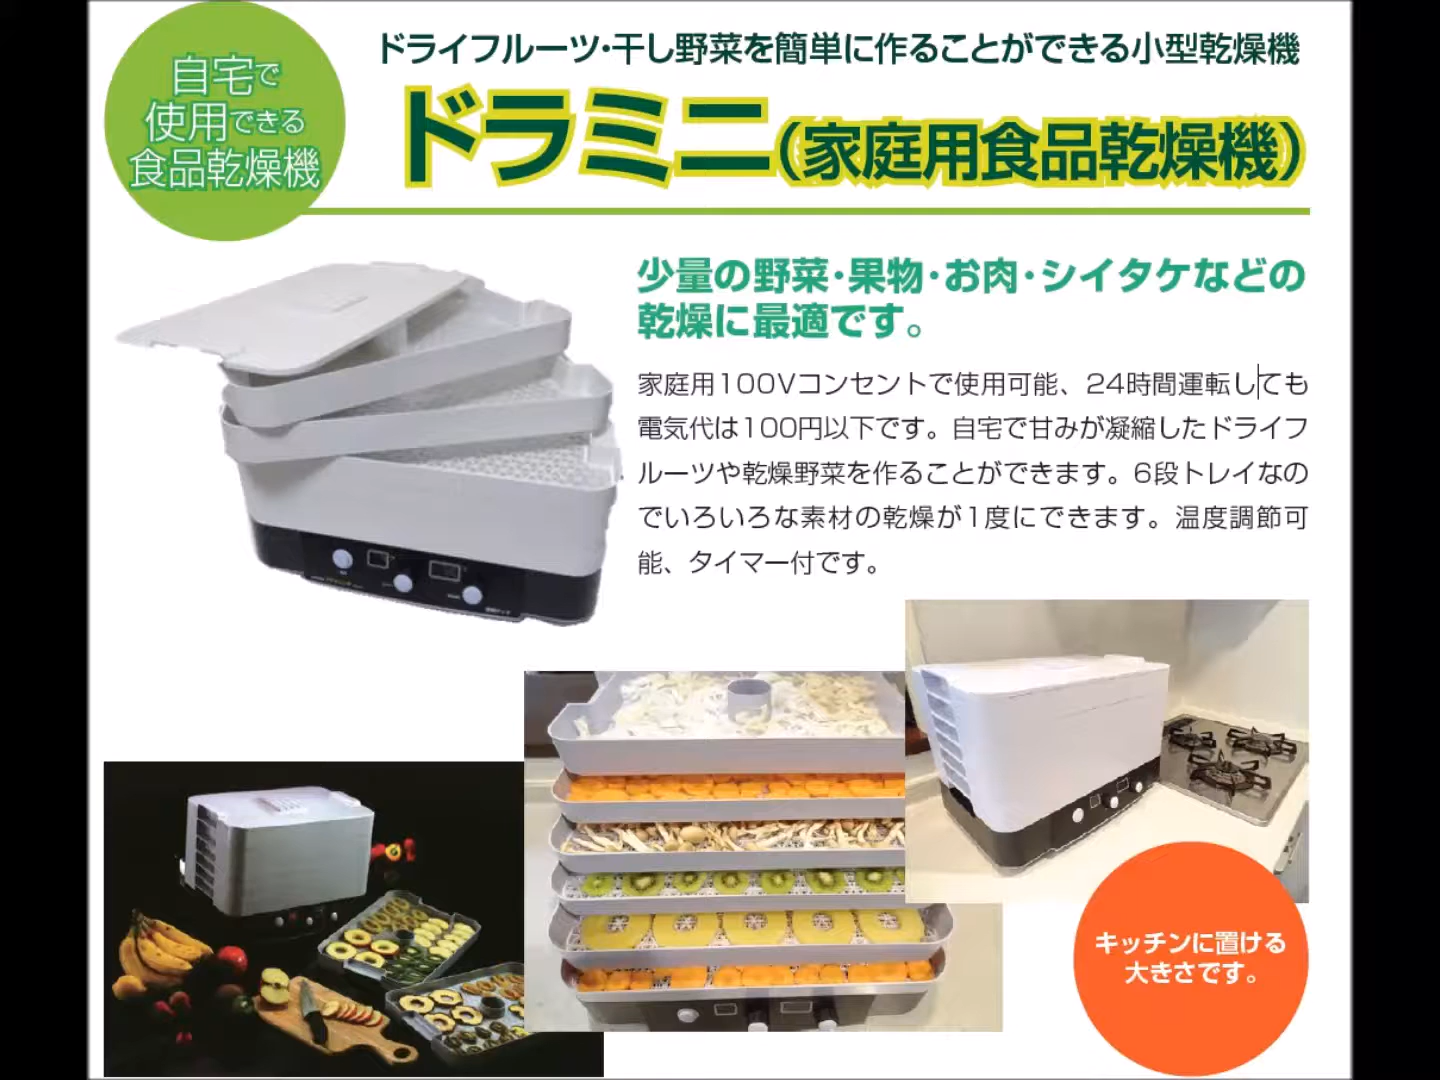 自宅で
使用できる
食品乾燥機
ドライフルーツ・干し野菜を簡単に作ることができる小型乾燥機
ドラミニ(家庭用食品乾燥機)
少量の野菜・果物・お肉・シイタケなどの
乾燥に最適です。
家庭用100Vコンセントで使用可能、24時間運転しても
電気代は100円以下です。自宅で甘みが凝縮したドライフ
ルーツや乾燥野菜を作ることができます。6段トレイなの
でいろいろな素材の乾燥が1度にできます。温度調節可
能、タイマー付です。
キッチンに置ける
大きさです。